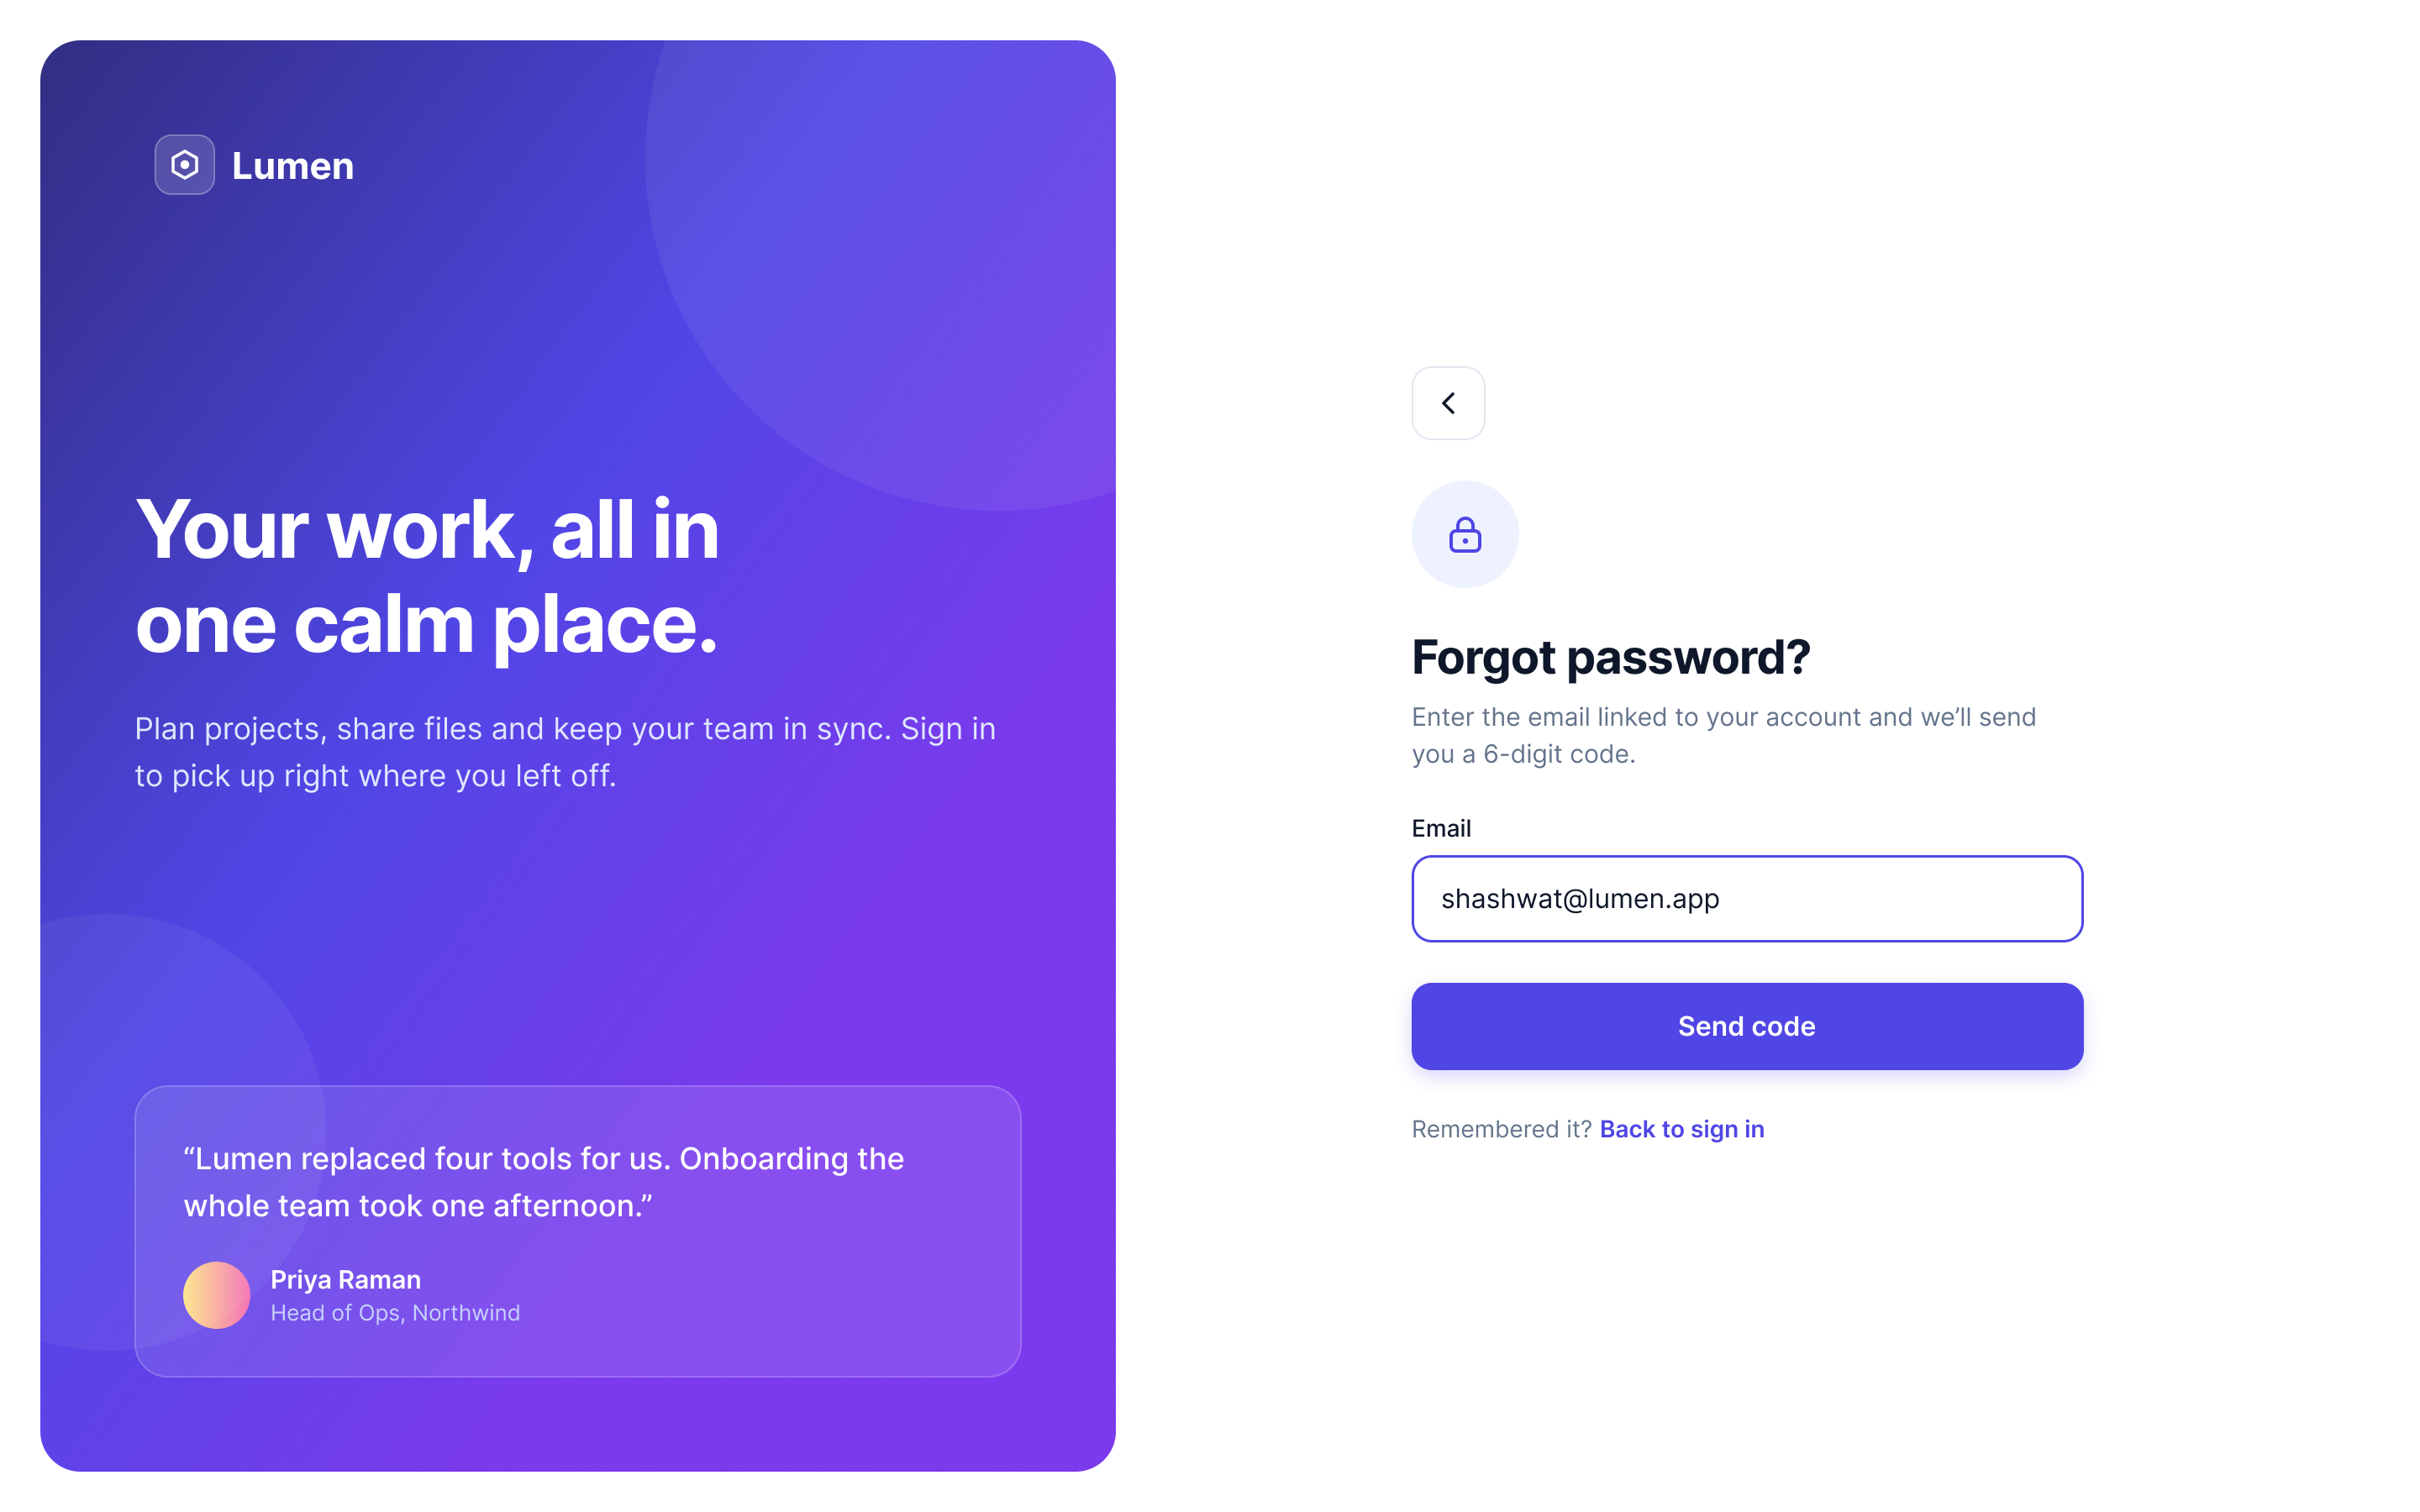 Lumen
Your work, all in
one calm place.
Plan projects, share files and keep your team in sync. Sign in
to pick up right where you left off.
“Lumen replaced four tools for us. Onboarding the
whole team took one afternoon.”
Priya Raman
Head of Ops, Northwind
Forgot password?
Enter the email linked to your account and we’ll send
you a 6-digit code.
Email
shashwat@lumen.app
Send code
Remembered it? Back to sign in